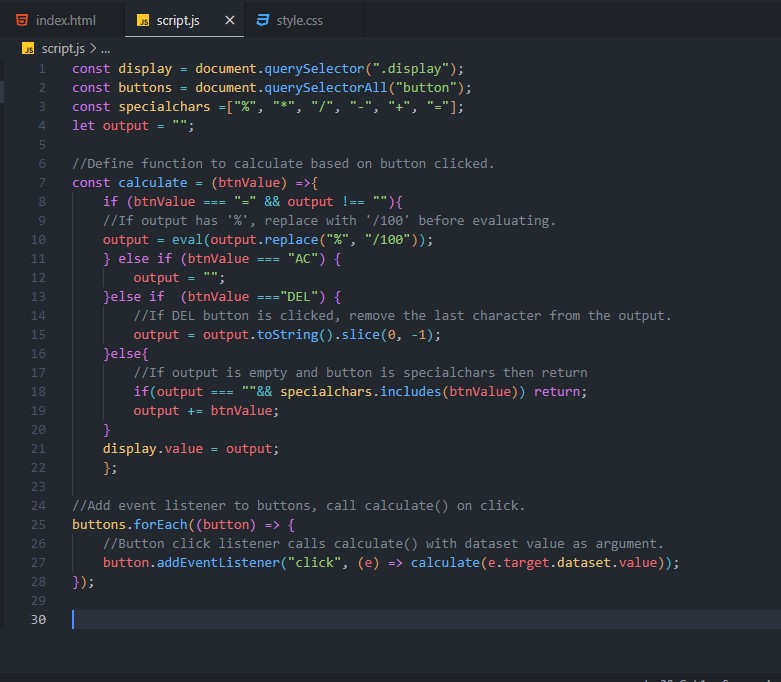 index.html JS script.js × style.css
JS script.js > ...
1 const display = document.querySelector(".display");
2 const buttons = document.querySelectorAll("button");
3 const specialchars =["%", "*", "/", "-", "+", "="];
4 let output = "";
5
6 //Define function to calculate based on button clicked.
7 const calculate = (btnValue) =>{
8     if (btnValue === "=" && output !== ""){
9     //If output has '%', replace with '/100' before evaluating.
10     output = eval(output.replace("%", "/100"));
11     } else if (btnValue === "AC") {
12         output = "";
13     }else if  (btnValue ==="DEL") {
14         //If DEL button is clicked, remove the last character from the output.
15         output = output.toString().slice(0, -1);
16     }else{
17         //If output is empty and button is specialchars then return
18         if(output === ""&& specialchars.includes(btnValue)) return;
19         output += btnValue;
20     }
21     display.value = output;
22     };
23
24 //Add event listener to buttons, call calculate() on click.
25 buttons.forEach((button) => {
26     //Button click listener calls calculate() with dataset value as argument.
27     button.addEventListener("click", (e) => calculate(e.target.dataset.value));
28 });
29
30